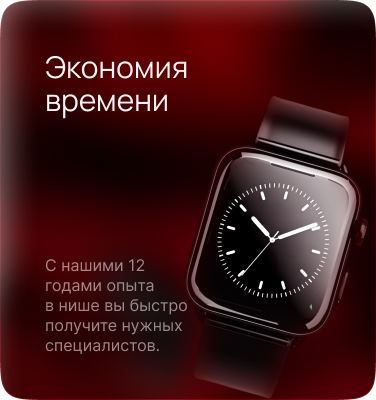 Экономия
времени
С нашими 12
годами опыта
в нише вы быстро
получите нужных
специалистов.